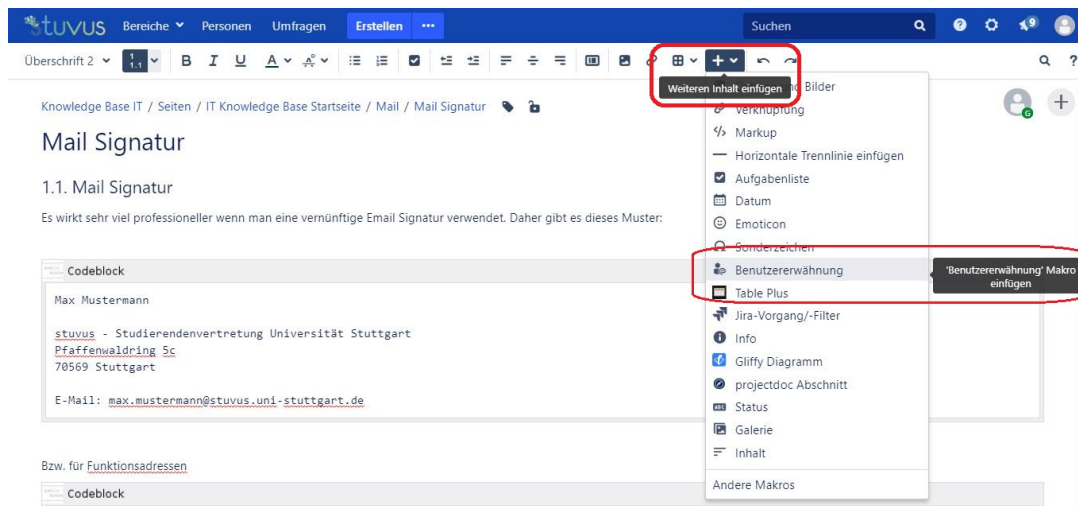 stuvus Bereiche Personen Umfragen Erstellen ··· Suchen 9
Überschrift 2 1.1.1 B I U A A ?
Weiteren Inhalt einfügen
Knowledge Base IT / Seiten / IT Knowledge Base Startseite / Mail / Mail Signatur
G
Mail Signatur
1.1. Mail Signatur
Es wirkt sehr viel professioneller wenn man eine vernünftige Email Signatur verwendet. Daher gibt es dieses Muster:
Codeblock
Max Mustermann
stuvus - Studierendenvertretung Universität Stuttgart
Pfaffenwaldring 5c
70569 Stuttgart
E-Mail: max.mustermann@stuvus.uni-stuttgart.de
Bzw. für Funktionsadressen
Codeblock
und Bilder
Verknüpfung
Markup
Horizontale Trennlinie einfügen
Aufgabenliste
Datum
Emoticon
Sonderzeichen
Benutzererwähnung
'Benutzererwähnung' Makro
einfügen
Table Plus
Jira-Vorgang/-Filter
Info
Gliffy Diagramm
projectdoc Abschnitt
Status
Galerie
Inhalt
Andere Makros